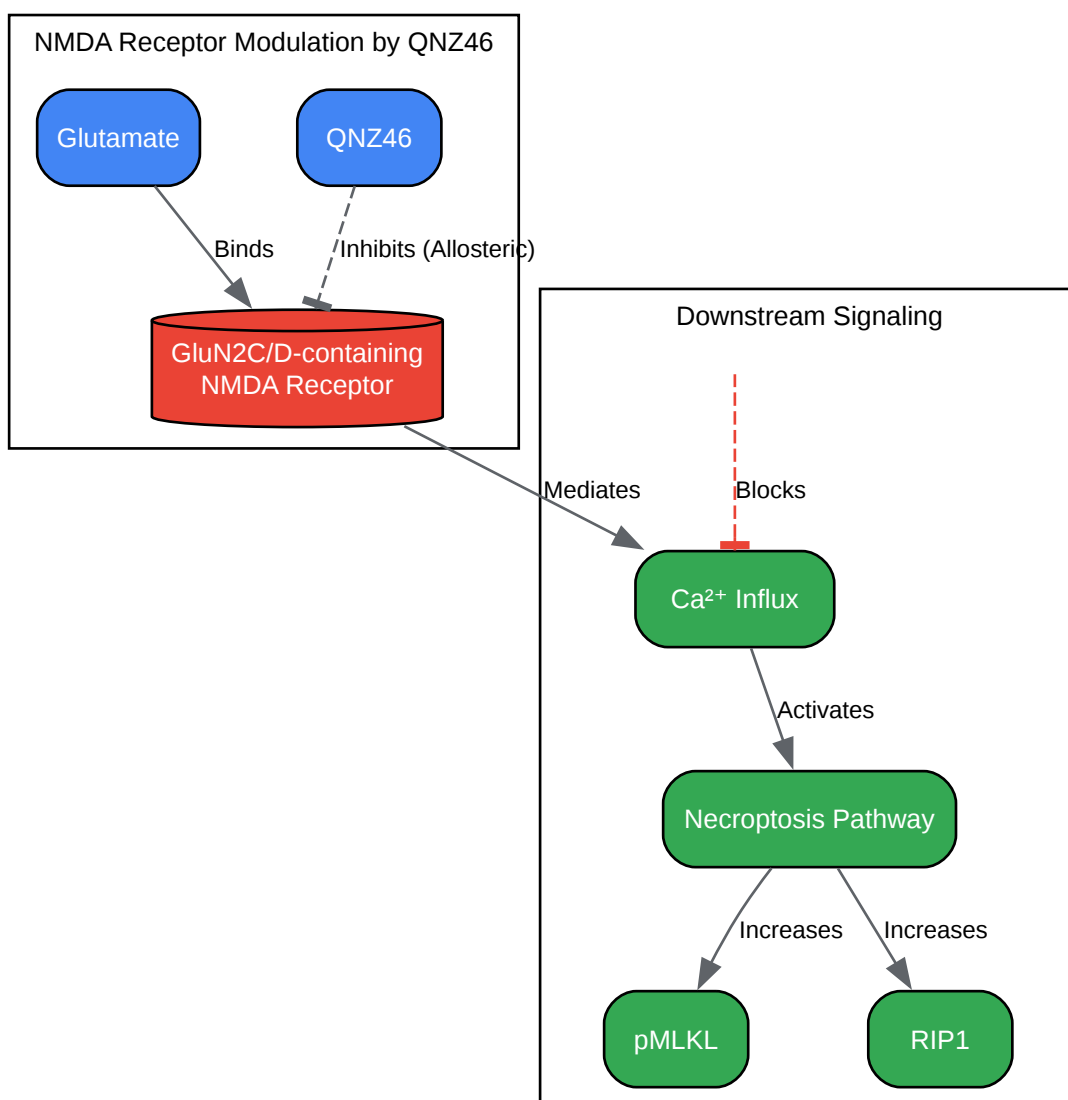 NMDA Receptor Modulation by QNZ46
Glutamate
QNZ46
Binds
Inhibits (Allosteric)
GluN2C/D-containing
NMDA Receptor
Downstream Signaling
Mediates
Blocks
Ca²⁺ Influx
Activates
Necroptosis Pathway
Increases
Increases
pMLKL
RIP1